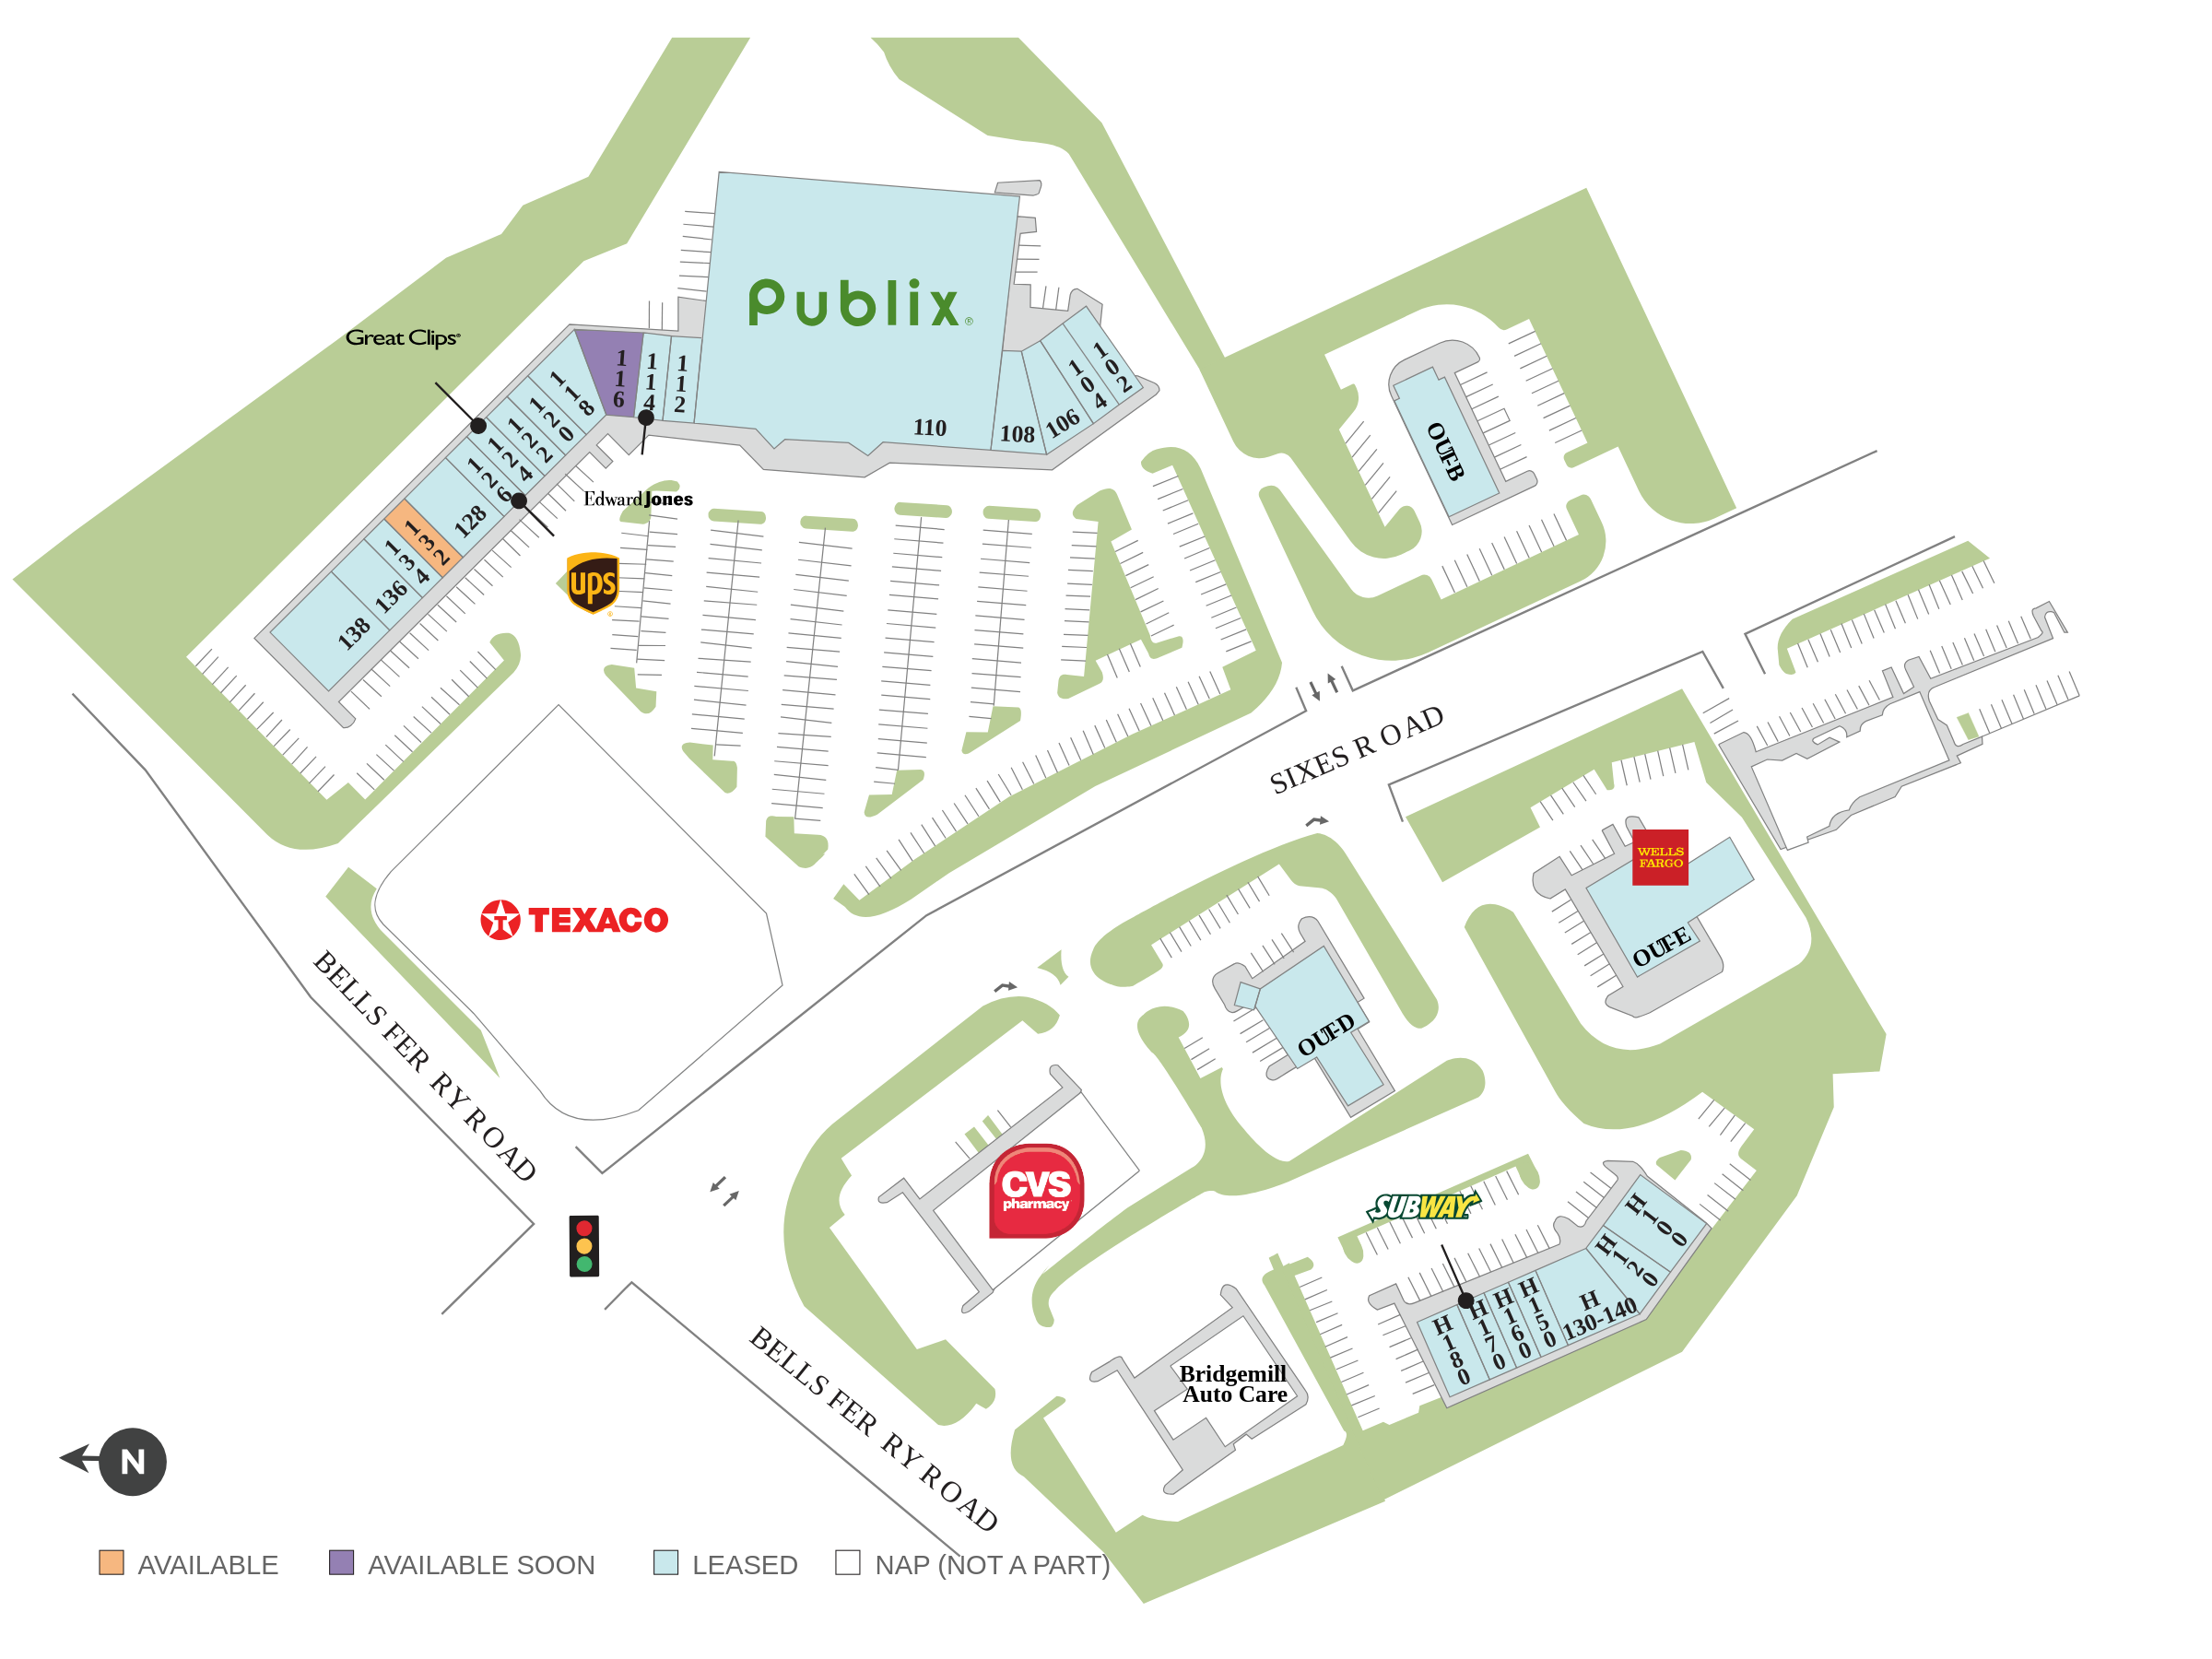 Publix®
Great Clips®
116
114
112
118
120
122
124
126
128
132
134
136
138
110
108
106
104
102
OUT-B
Edward Jones
ups
SIXES ROAD
WELLS
FARGO
OUT-E
TEXACO
T
BELLS FERRY ROAD
OUT-D
CVS
pharmacy
SUBWAY
H100
H120
H
130-140
H150
H160
H170
H180
Bridgemill
Auto Care
BELLS FERRY ROAD
N
AVAILABLE
AVAILABLE SOON
LEASED
NAP (NOT A PART)